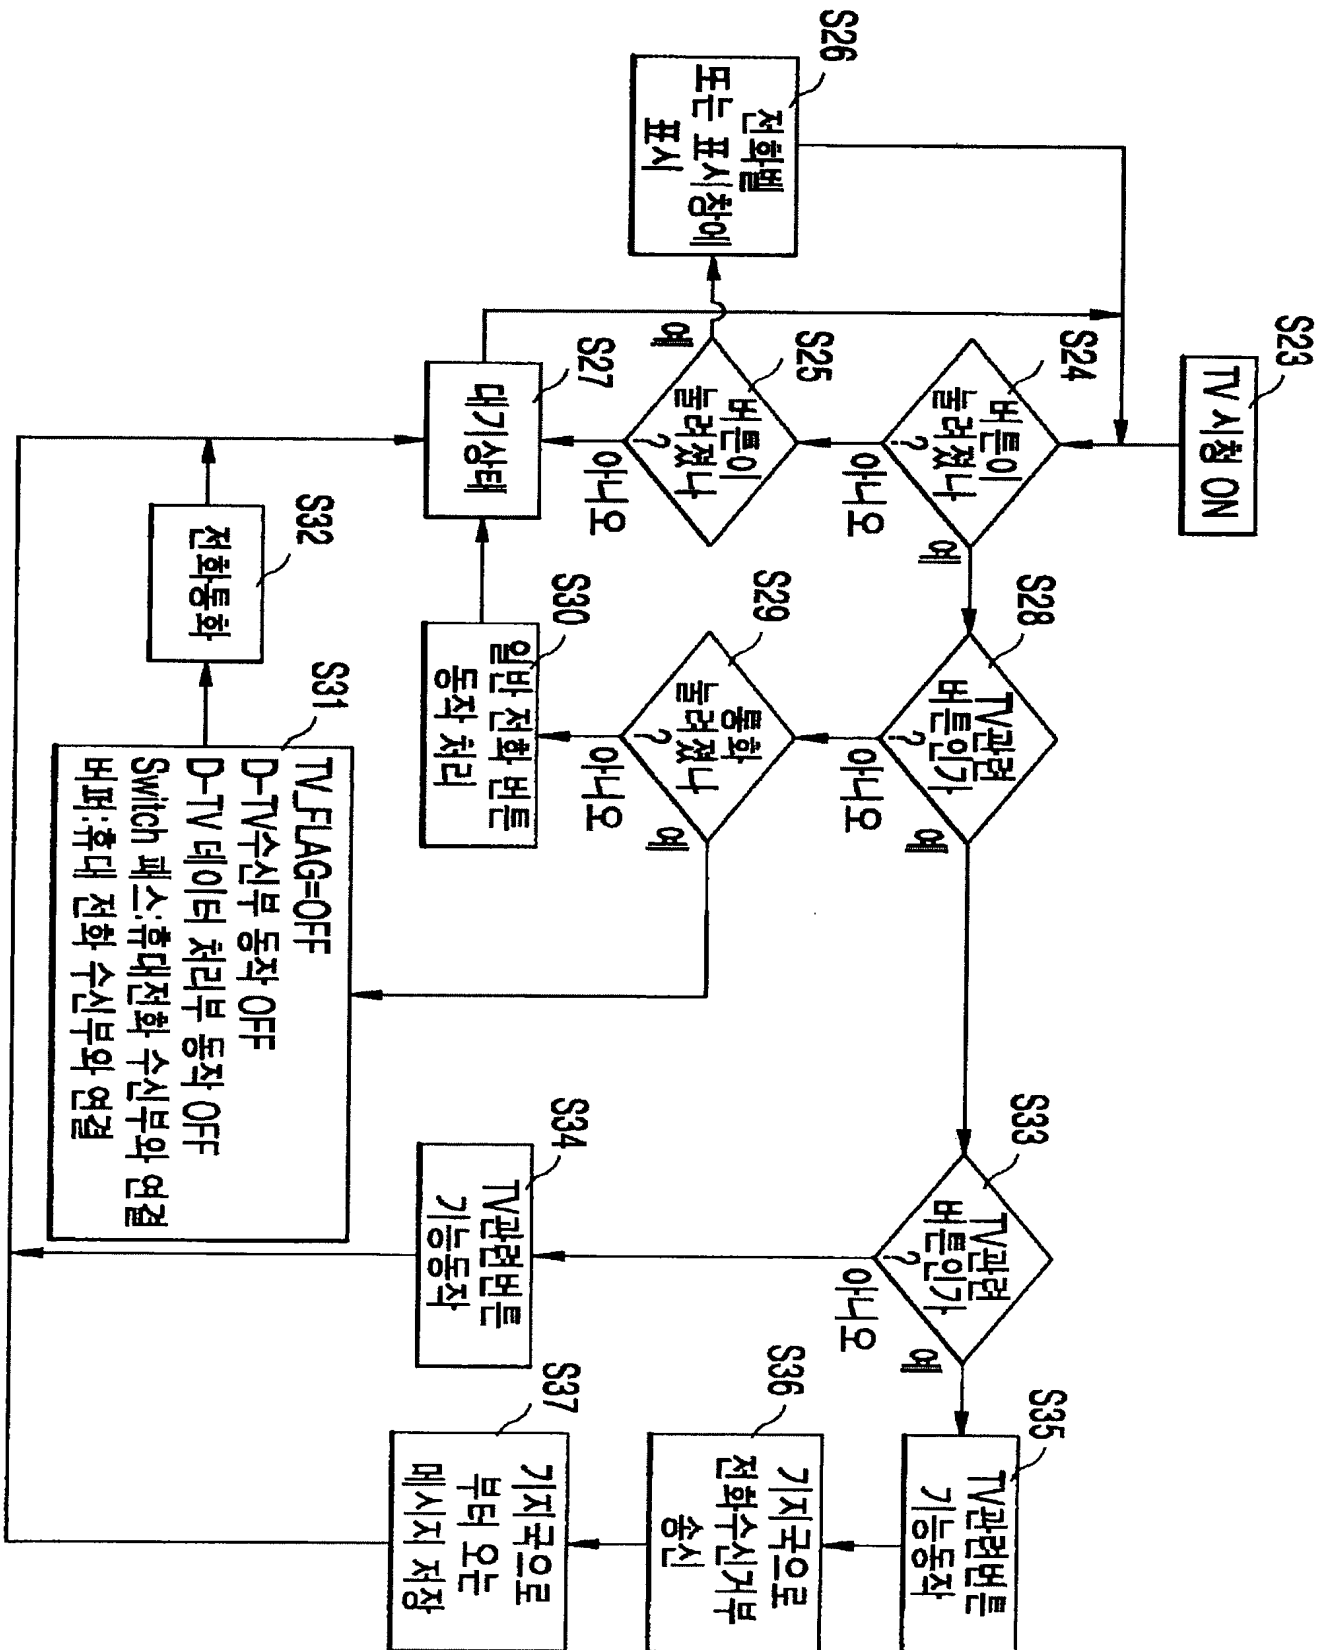 S23
TV 시청 ON
S24
버튼이
눌러졌나
?
아니요
예
S25
버튼이
눌러졌나
?
아니요
예
S26
전화벨
또는 표시창에
표시
S27
대기상태
S28
TV관련
버튼인가
?
아니요
예
S29
통화
눌러졌니
?
아니요
예
S30
일반 전화 버튼
동작 처리
S31
TV_FLAG=OFF
D-TV수신부 동작 OFF
D-TV 데이터 처리부 동작 OFF
Switch 패스:휴대전화 수신부와 연결
버퍼:휴대 전화 수신부와 연결
S32
전화통화
S33
TV관련
버튼인가
?
아니요
예
S34
TV관련버튼
기능동작
S35
TV관련버튼
기능동작
S36
기지국으로
전화수신거부
송신
S37
기지국으로
부터 오는
메시지 저장